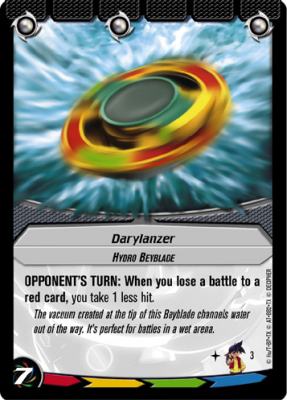 Darylanzer
HYDRO BEYBLADE
OPPONENT'S TURN: When you lose a battle to a
red card, you take 1 less hit.
The vacuum created at the tip of this Bayblade channels water
out of the way. It's perfect for battles in a wet arena.
3
7